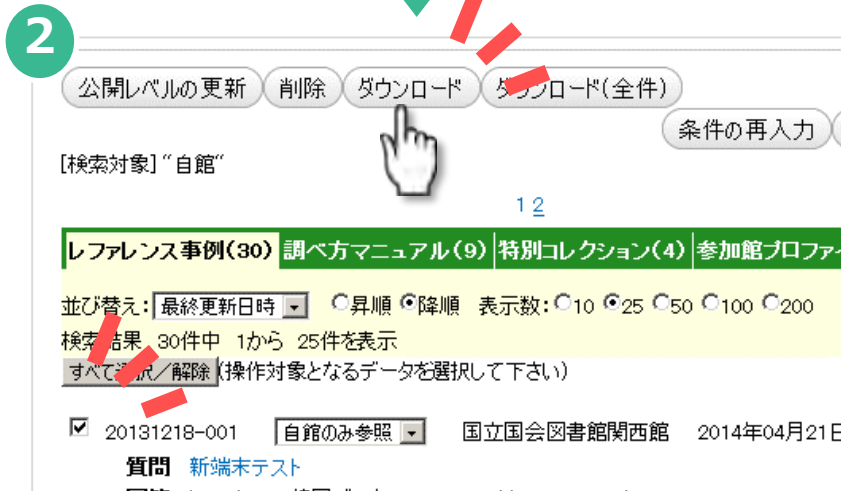 2
公開レベルの更新 削除 ダウンロード ダウンロード(全件)
条件の再入力
[検索対象] “自館“
1 2
レファレンス事例(30) 調べ方マニュアル(9) 特別コレクション(4) 参加館プロファイ
並び替え: 最終更新日時 昇順 降順 表示数: 10 25 50 100 200
検索結果 30件中 1から 25件を表示
すべて選択/解除 (操作対象となるデータを選択して下さい)
20131218-001 自館のみ参照 国立国会図書館関西館 2014年04月21日
質問 新端末テスト